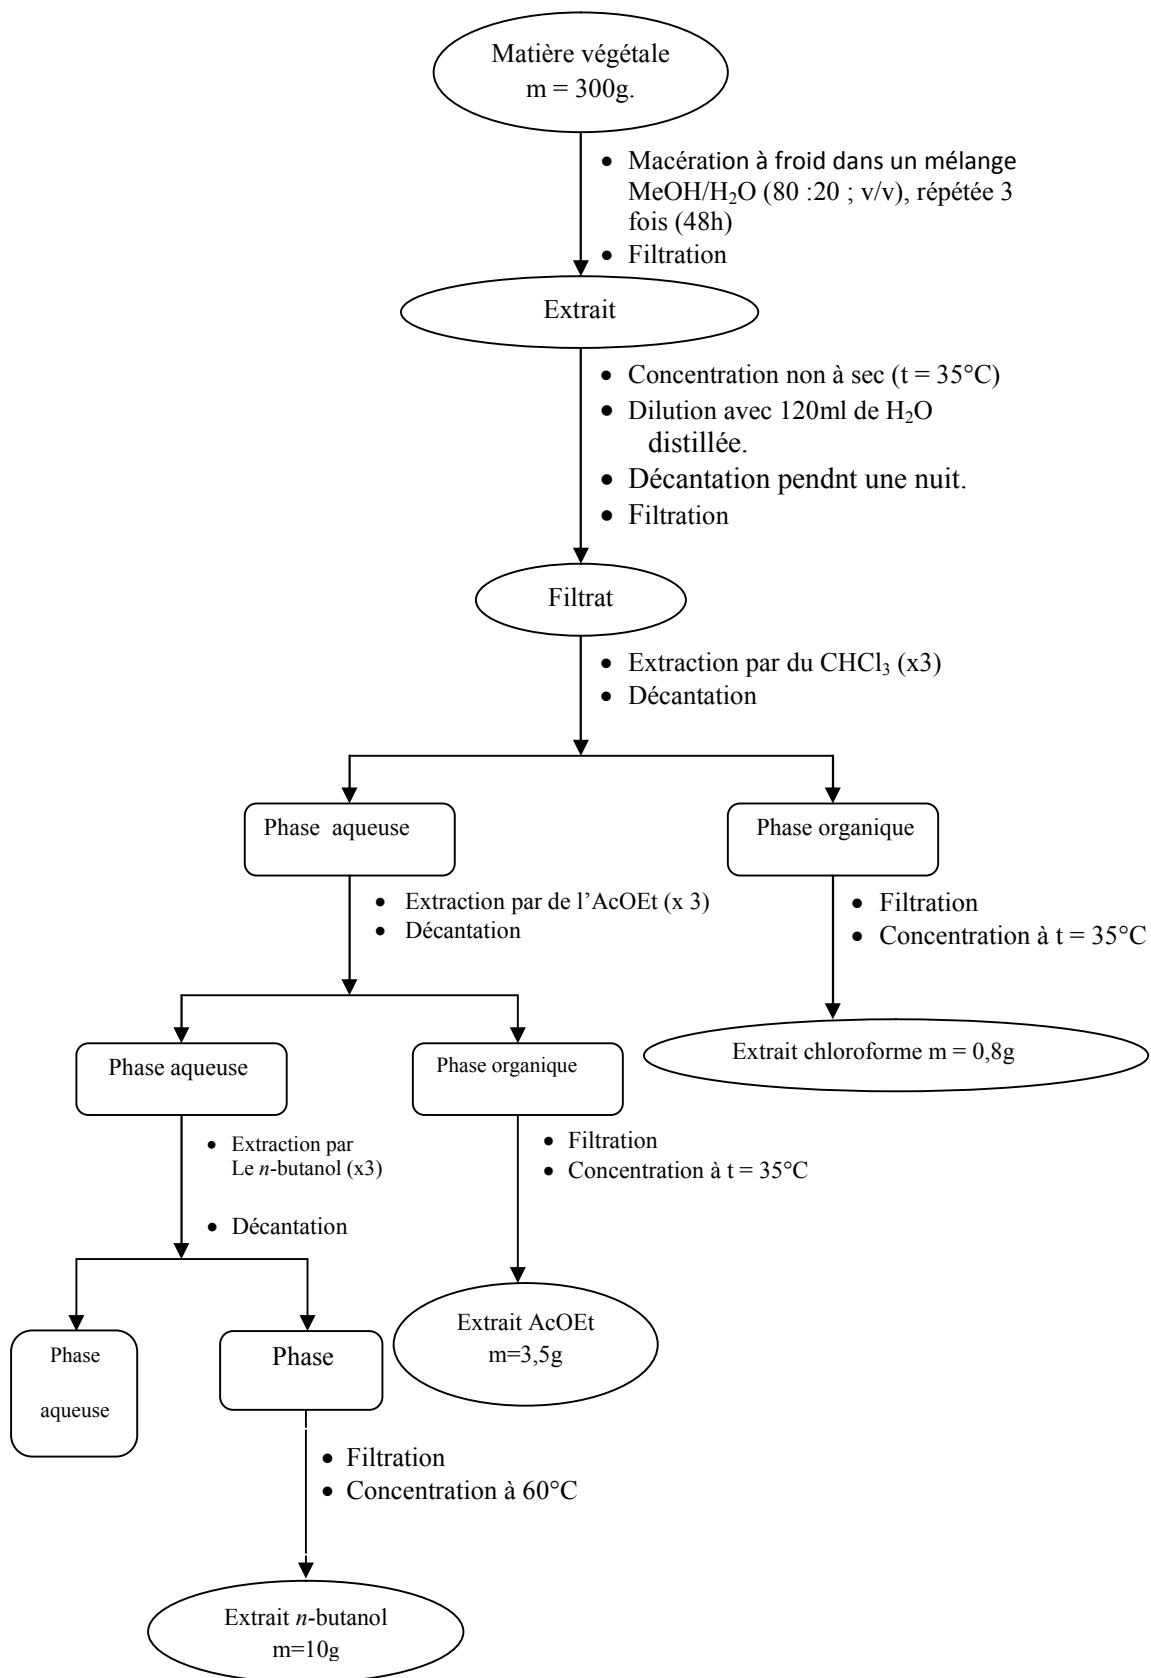 Matière végétale
m = 300g.
• Macération à froid dans un mélange
MeOH/H₂O (80 :20 ; v/v), répétée 3
fois (48h)
• Filtration
Extrait
• Concentration non à sec (t = 35°C)
• Dilution avec 120ml de H₂O
distillée.
• Décantation pendnt une nuit.
• Filtration
Filtrat
• Extraction par du CHCl₃ (x3)
• Décantation
Phase aqueuse
Phase organique
• Extraction par de l’AcOEt (x 3)
• Décantation
• Filtration
• Concentration à t = 35°C
Phase aqueuse
Phase organique
Extrait chloroforme m = 0,8g
• Extraction par
Le n-butanol (x3)
• Décantation
• Filtration
• Concentration à t = 35°C
Phase
aqueuse
Phase
Extrait AcOEt
m=3,5g
• Filtration
• Concentration à 60°C
Extrait n-butanol
m=10g